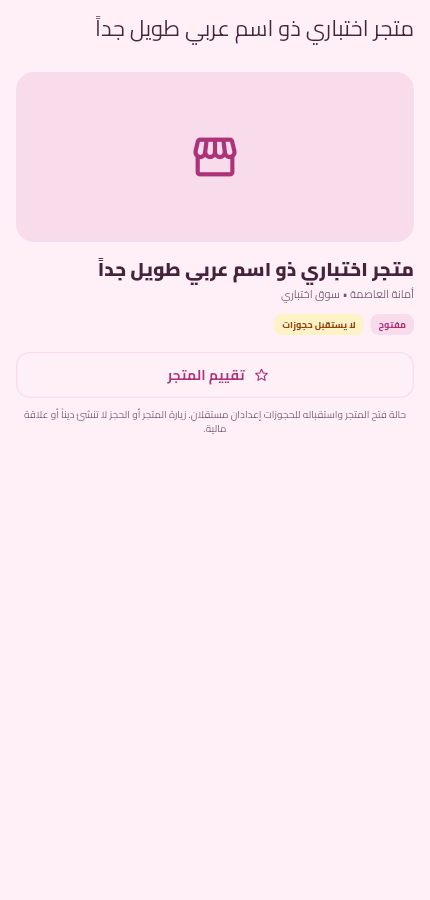 متجر اختباري ذو اسم عربي طويل جداً
متجر اختباري ذو اسم عربي طويل جداً
أمانة العاصمة • سوق اختباري
مفتوح
لا يستقبل حجوزات
تقييم المتجر
حالة فتح المتجر واستقباله للحجوزات إعدادان مستقلان. زيارة المتجر أو الحجز لا تنشئ ديناً أو علاقة
مالية.